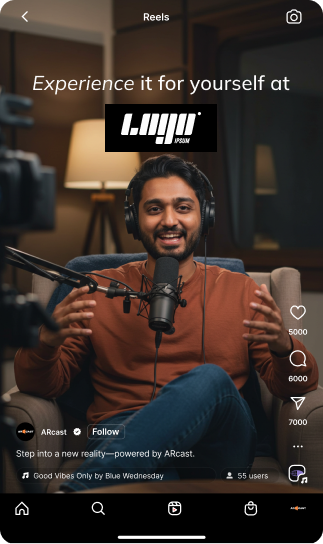 Reels
Experience it for yourself at
LOGO
IPSUM
5000
6000
7000
ARcast Follow
Step into a new reality—powered by ARcast.
Good Vibes Only by Blue Wednesday 55 users